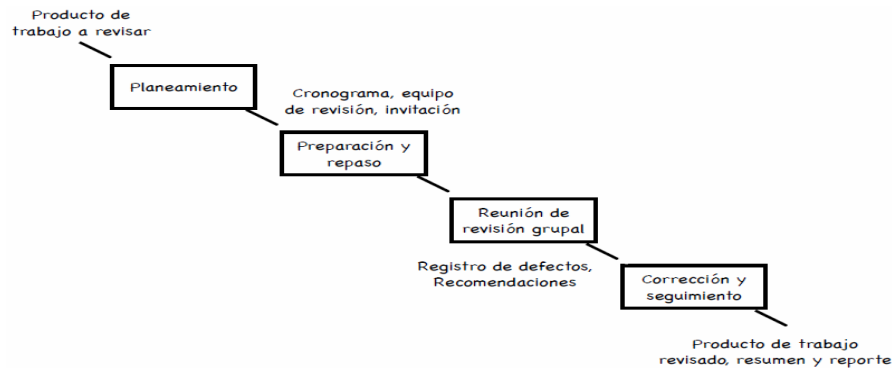 Producto de
trabajo a revisar
Planeamiento
Cronograma, equipo
de revisión, invitación
Preparación y
repaso
Reunión de
revisión grupal
Registro de defectos,
Recomendaciones
Corrección y
seguimiento
Producto de trabajo
revisado, resumen y reporte